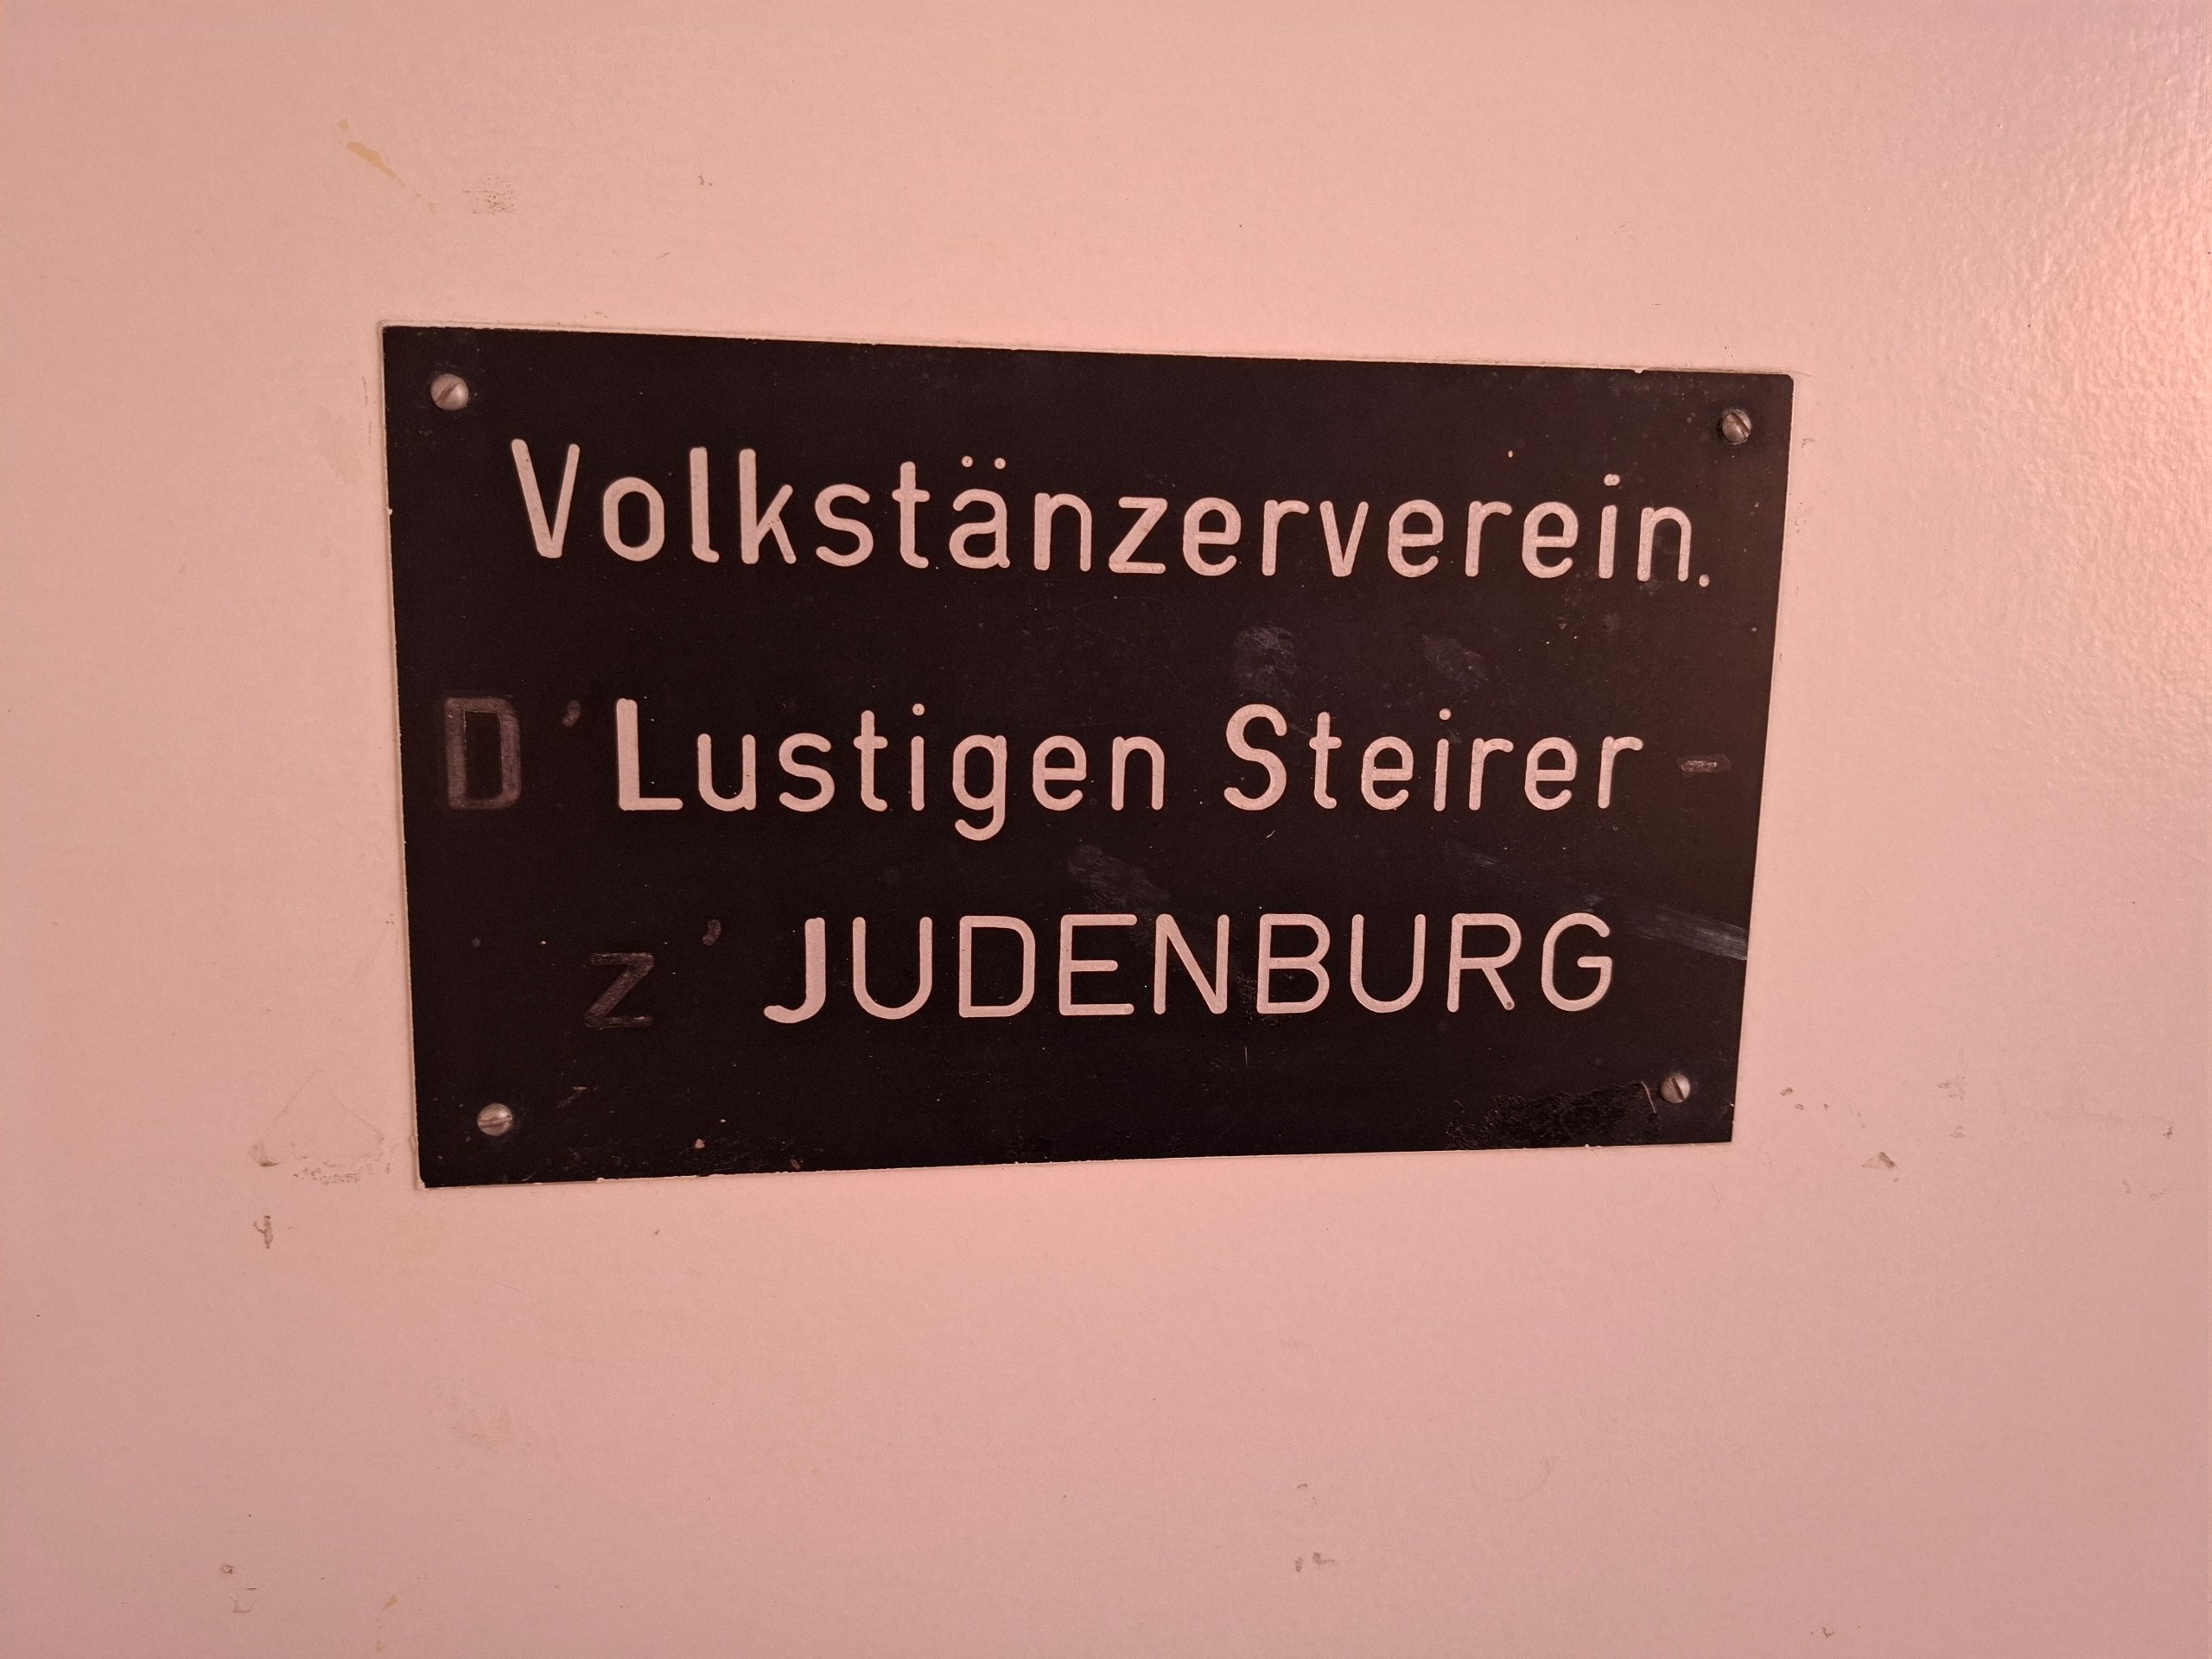 Volkstänzerverein.
D'Lustigen Steirer-
z'JUDENBURG